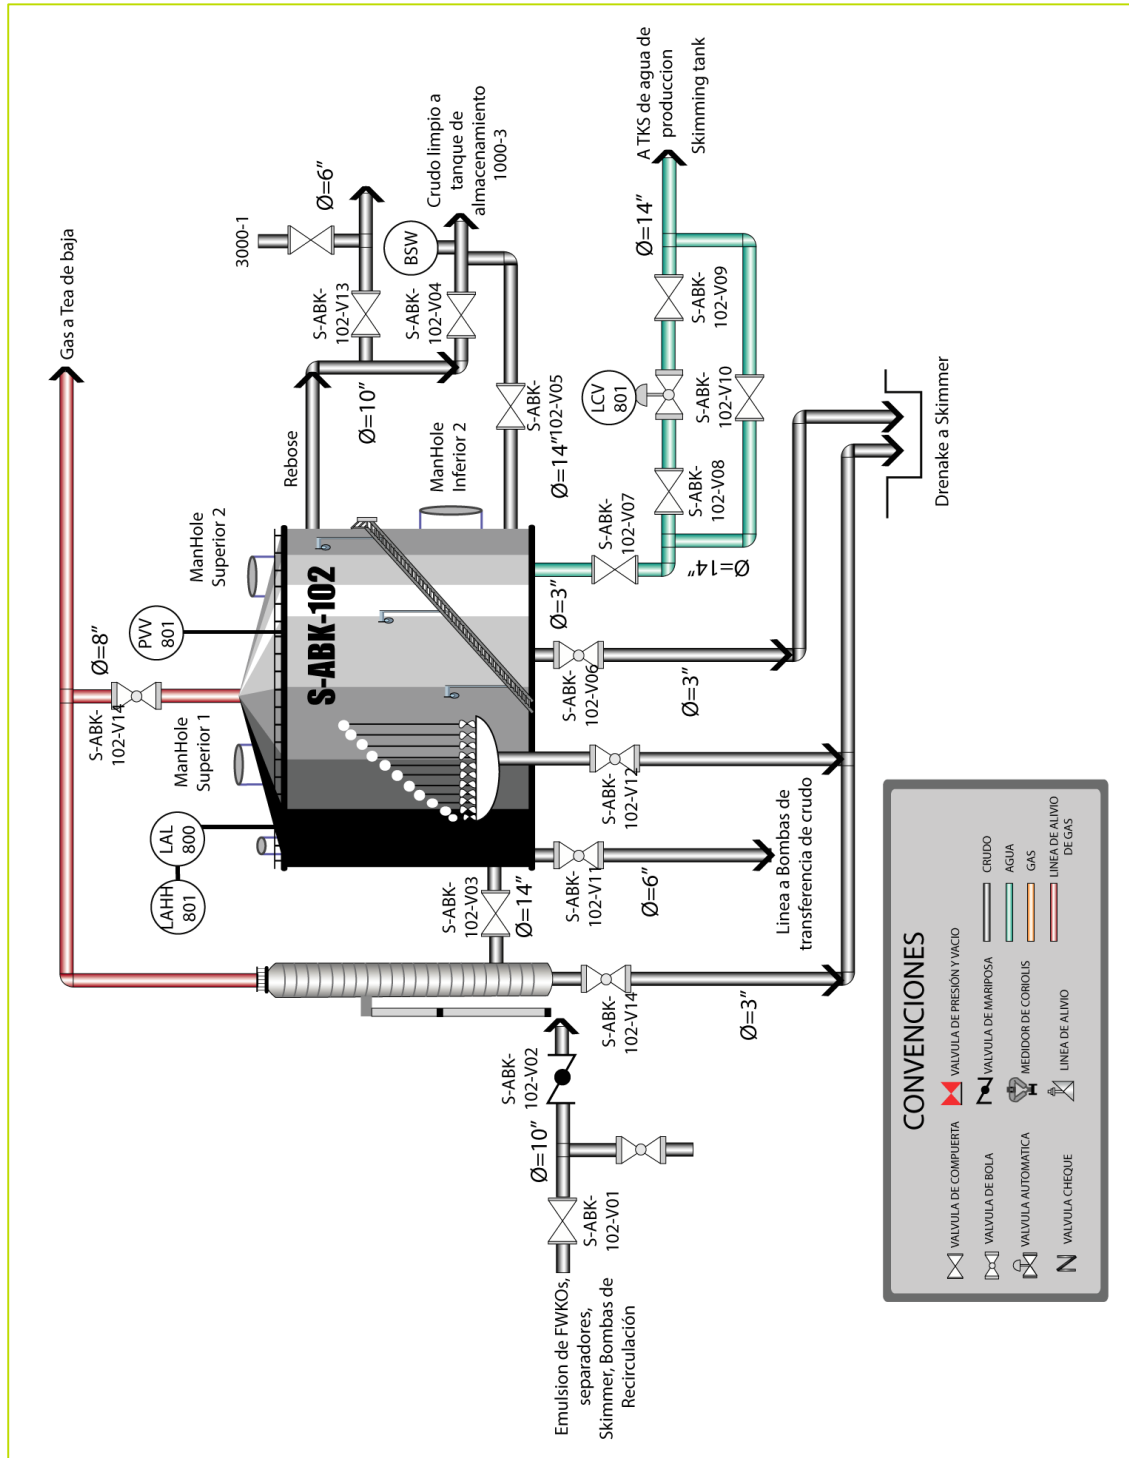 Gas a Tea de baja
3000-1
Ø=6"
Crudo limpio a
tanque de
almacenamiento
1000-3
BSW
S-ABK-
102-V13
S-ABK-
102-V04
Ø=10"
Rebose
ManHole
Superior 2
ManHole
Inferior 2
S-ABK-
102-V05
Ø=14"
A TKS de agua de
produccion
Skimming tank
Ø=14"
S-ABK-
102-V09
LCV
801
S-ABK-
102-V10
S-ABK-
102-V08
S-ABK-
102-V07
Ø=14"
PVV
801
Ø=8"
S-ABK-
102-V14
ManHole
Superior 1
S-ABK-102
LAL
800
LAHH
801
Ø=3"
S-ABK-
102-V06
Ø=3"
Drenake a Skimmer
S-ABK-
102-V12
S-ABK-
102-V11
Ø=6"
Linea a Bombas de
transferencia de crudo
S-ABK-
102-V03
Ø=14"
S-ABK-
102-V14
Ø=3"
S-ABK-
102-V02
Ø=10"
S-ABK-
102-V01
Emulsion de FWKOs,
separadores,
Skimmer, Bombas de
Recirculación
CONVENCIONES
VALVULA DE COMPUERTA
VALVULA DE PRESIÓN Y VACIO
CRUDO
VALVULA DE BOLA
VALVULA DE MARIPOSA
AGUA
VALVULA AUTOMATICA
MEDIDOR DE CORIOLIS
GAS
VALVULA CHEQUE
LINEA DE ALIVIO
LINEA DE ALIVIO
DE GAS